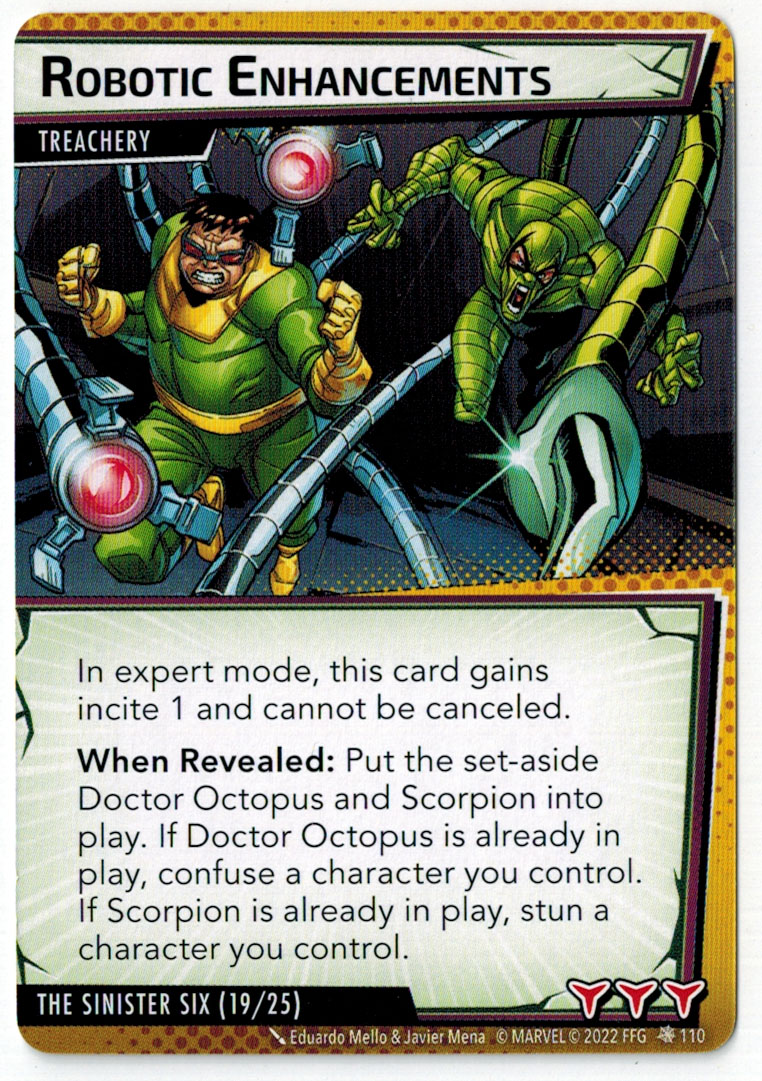 ROBOTIC ENHANCEMENTS
TREACHERY
In expert mode, this card gains
incite 1 and cannot be canceled.
When Revealed: Put the set-aside
Doctor Octopus and Scorpion into
play. If Doctor Octopus is already in
play, confuse a character you control.
If Scorpion is already in play, stun a
character you control.
THE SINISTER SIX (19/25)
Eduardo Mello & Javier Mena © MARVEL © 2022 FFG 110